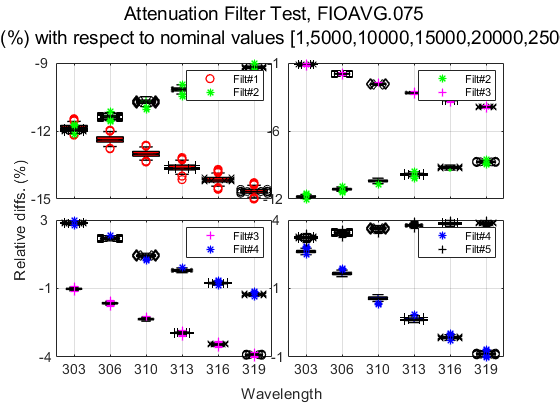 Attenuation Filter Test, FIOAVG.075
(%) with respect to nominal values [1,5000,10000,15000,20000,250
-9
-12
-15
Filt#1
Filt#2
-1
-6
-12
Filt#2
Filt#3
Relative diffs. (%)
3
-1
-4
Filt#3
Filt#4
303 306 310 313 316 319
4
-1
-1
Filt#4
Filt#5
303 306 310 313 316 319
Wavelength